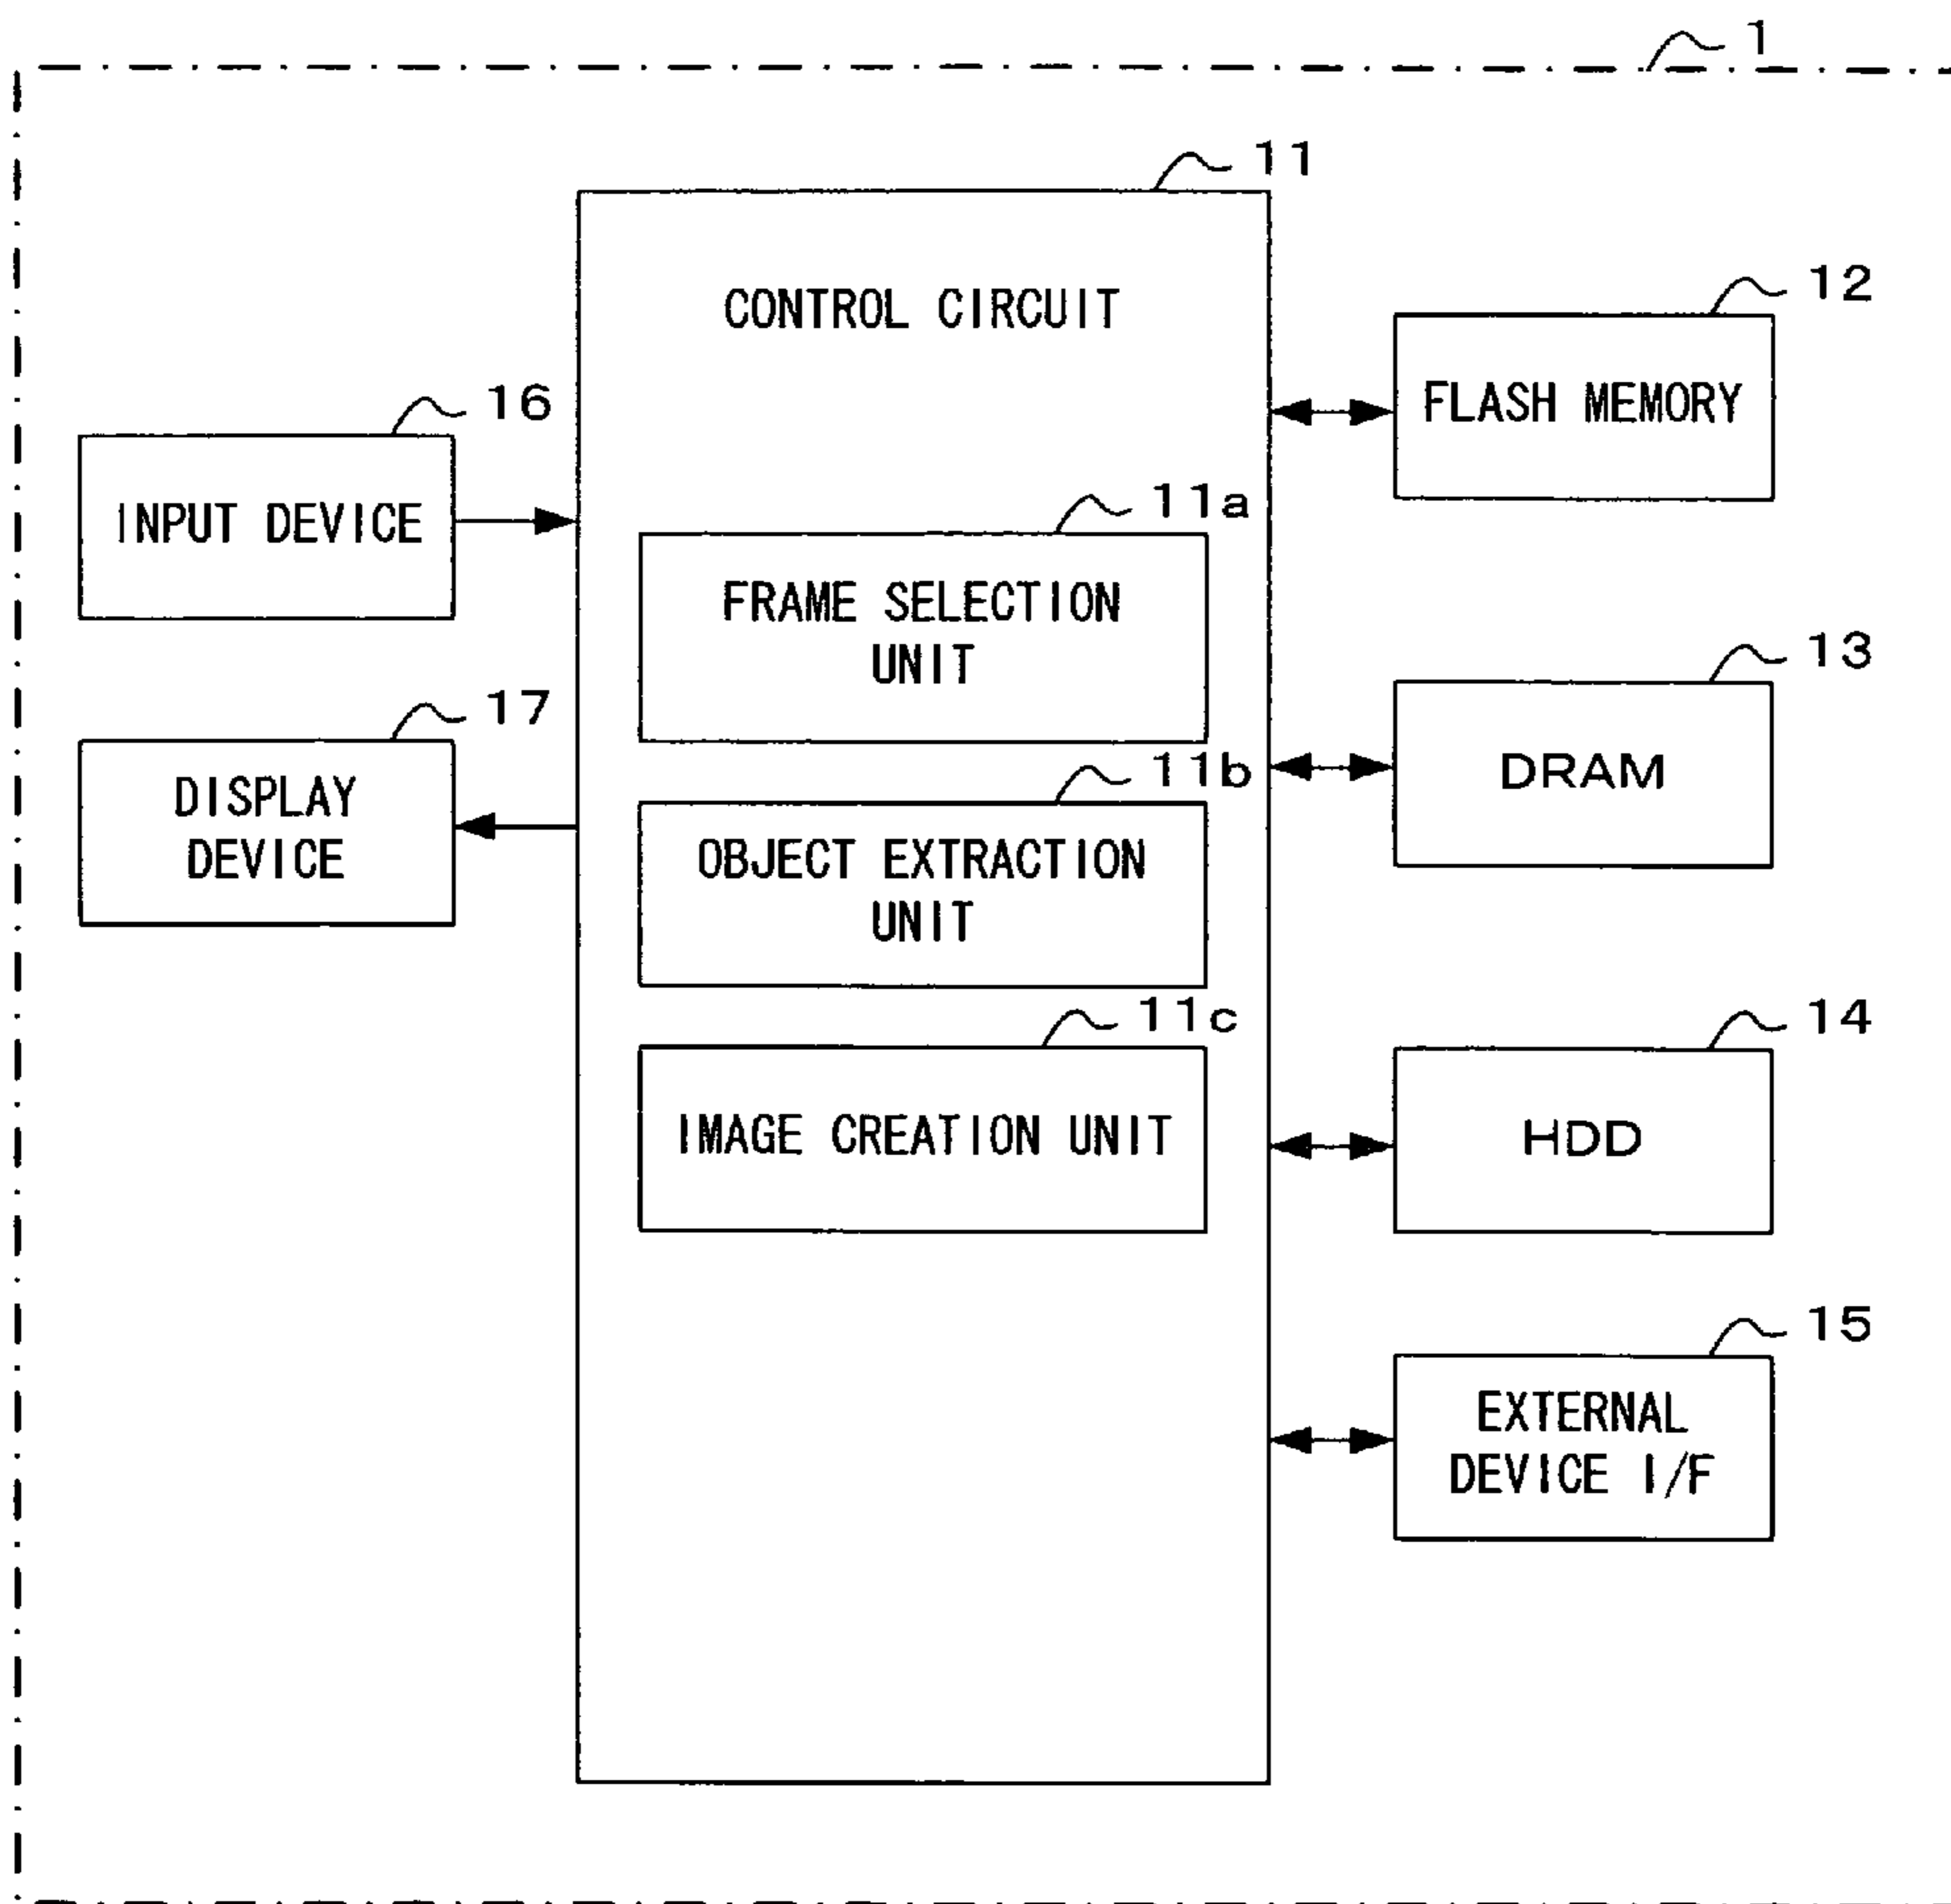 1
11
CONTROL CIRCUIT
12
FLASH MEMORY
16
INPUT DEVICE
11a
FRAME SELECTION
UNIT
13
DRAM
17
DISPLAY
DEVICE
11b
OBJECT EXTRACTION
UNIT
11c
IMAGE CREATION UNIT
14
HDD
15
EXTERNAL
DEVICE I/F